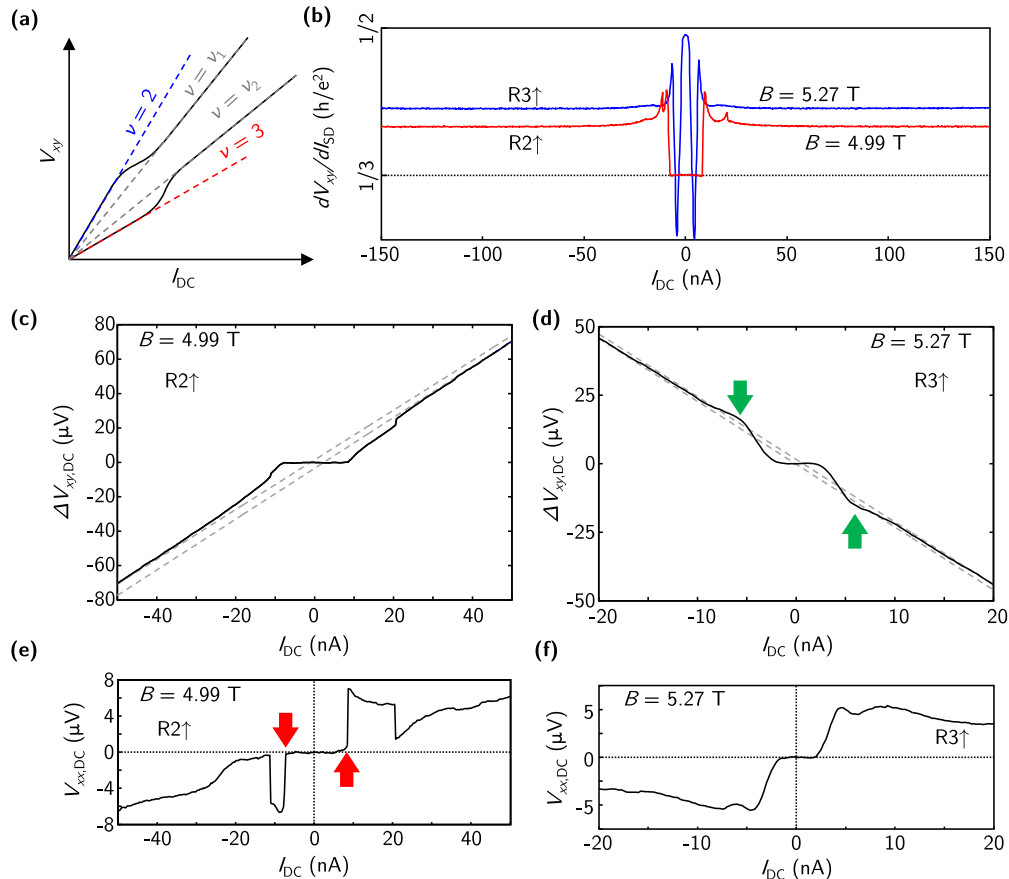 (a)
V_xy
I_DC
ν = 2
ν = ν₁
ν = ν₂
ν = 3
(b)
dV_xy/dI_SD (h/e²)
1/2
1/3
R3↑
B = 5.27 T
R2↑
B = 4.99 T
-150 -100 -50 0 50 100 150
I_DC (nA)
(c)
B = 4.99 T
R2↑
ΔV_xy,DC (μV)
80
60
40
20
0
-20
-40
-60
-80
-40 -20 0 20 40
I_DC (nA)
(d)
B = 5.27 T
R3↑
ΔV_xy,DC (μV)
50
25
0
-25
-50
-20 -10 0 10 20
I_DC (nA)
(e)
B = 4.99 T
R2↑
V_xx,DC (μV)
8
4
0
-4
-8
-40 -20 0 20 40
I_DC (nA)
(f)
B = 5.27 T
R3↑
V_xx,DC (μV)
5
0
-5
-20 -10 0 10 20
I_DC (nA)